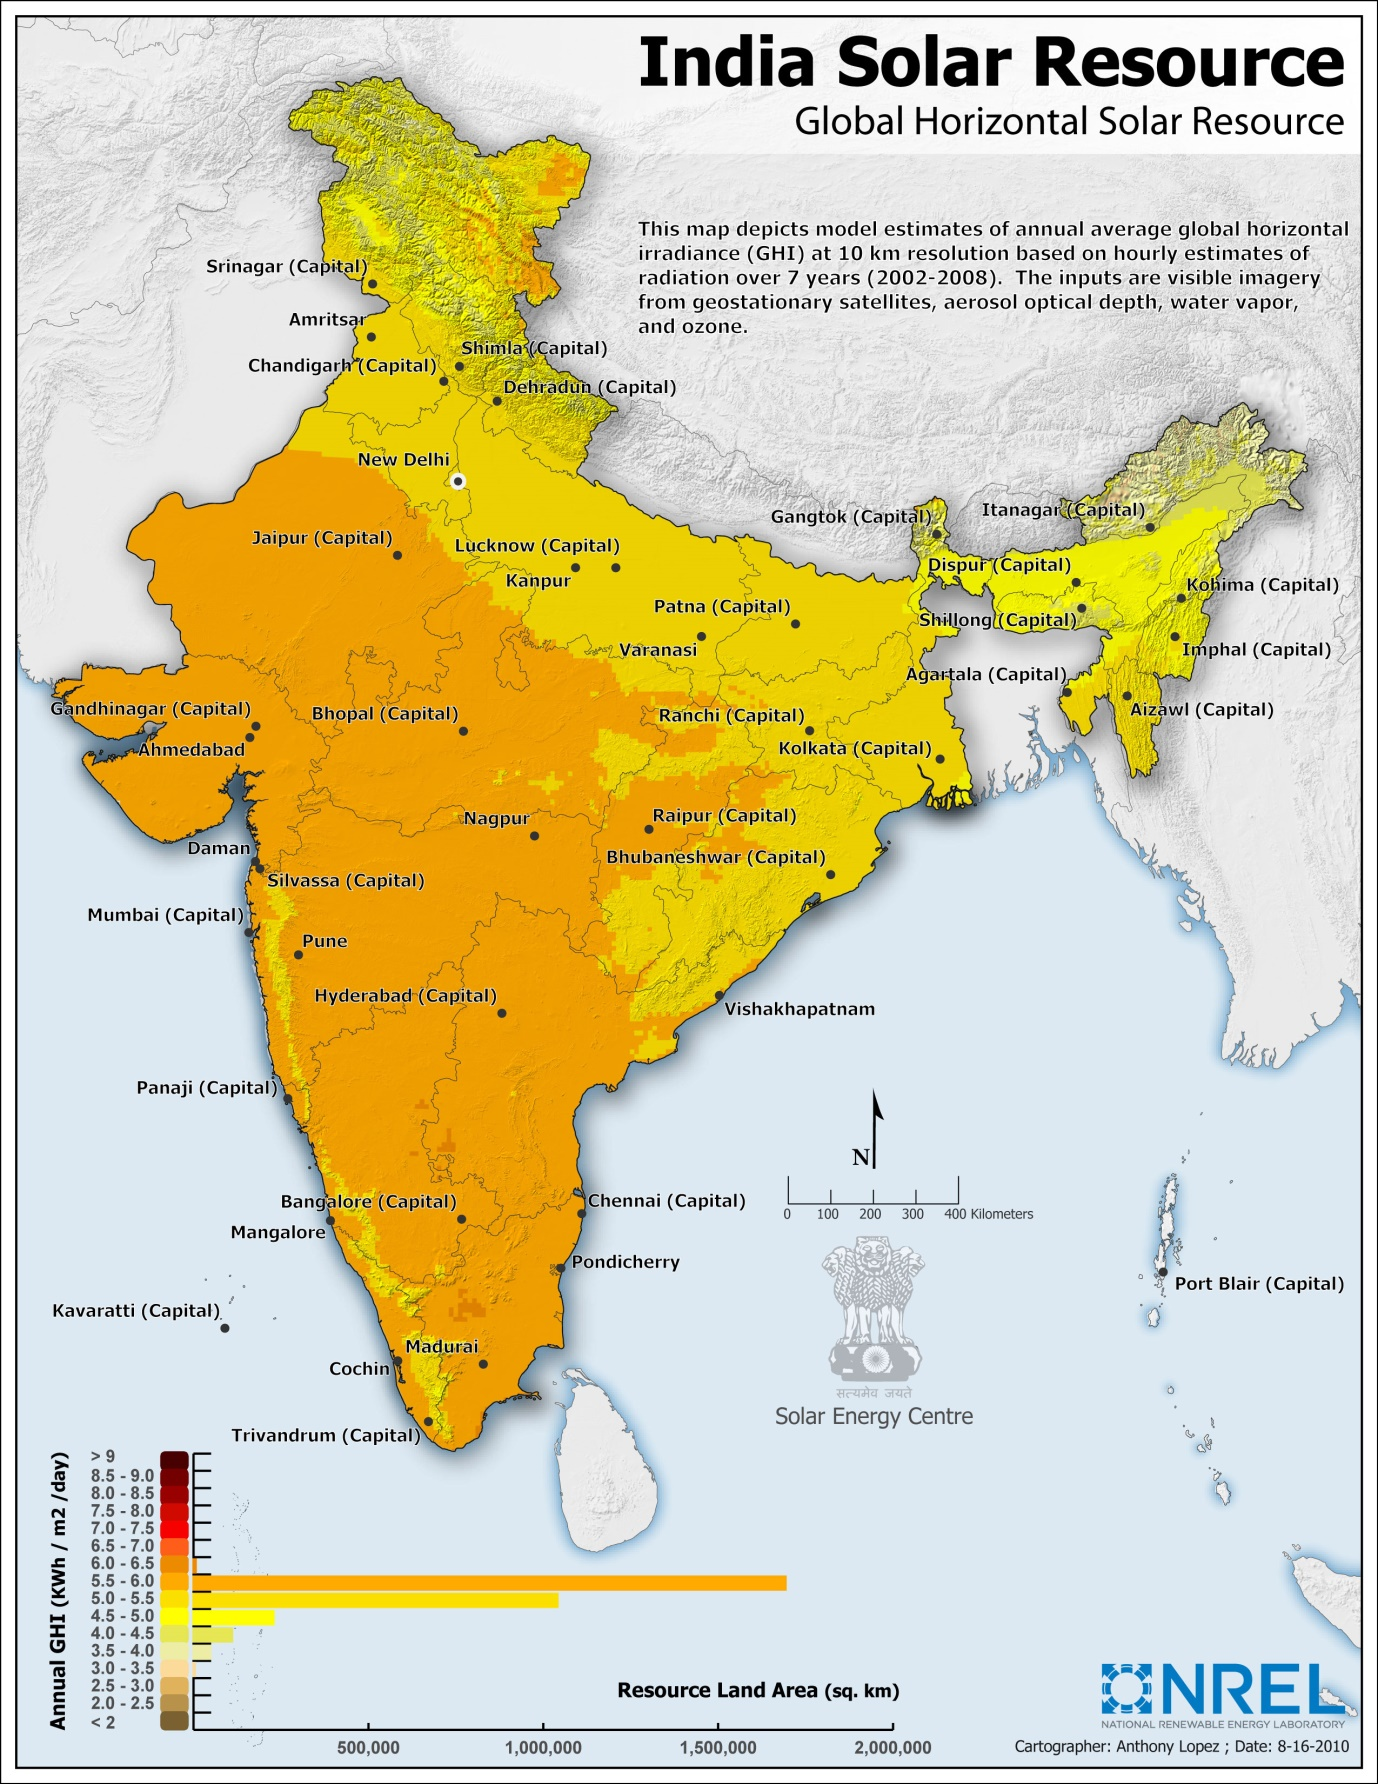 India Solar Resource
Global Horizontal Solar Resource
This map depicts model estimates of annual average global horizontal
irradiance (GHI) at 10 km resolution based on hourly estimates of
radiation over 7 years (2002-2008).  The inputs are visible imagery
from geostationary satellites, aerosol optical depth, water vapor,
and ozone.
Srinagar (Capital)
Amritsar
Shimla (Capital)
Chandigarh (Capital)
Dehradun (Capital)
New Delhi
Gangtok (Capital)
Itanagar (Capital)
Jaipur (Capital)
Lucknow (Capital)
Kanpur
Dispur (Capital)
Kohima (Capital)
Patna (Capital)
Shillong (Capital)
Varanasi
Imphal (Capital)
Agartala (Capital)
Aizawl (Capital)
Gandhinagar (Capital)
Bhopal (Capital)
Ranchi (Capital)
Ahmedabad
Kolkata (Capital)
Nagpur
Raipur (Capital)
Daman
Bhubaneshwar (Capital)
Silvassa (Capital)
Mumbai (Capital)
Pune
Hyderabad (Capital)
Vishakhapatnam
Panaji (Capital)
N
Bangalore (Capital)
Chennai (Capital)
0 100 200 300 400 Kilometers
Mangalore
Pondicherry
Port Blair (Capital)
Kavaratti (Capital)
Madurai
Cochin
सत्यमेव जयते
Solar Energy Centre
Trivandrum (Capital)
Annual GHI (KWh / m2 /day)
> 9
8.5 - 9.0
8.0 - 8.5
7.5 - 8.0
7.0 - 7.5
6.5 - 7.0
6.0 - 6.5
5.5 - 6.0
5.0 - 5.5
4.5 - 5.0
4.0 - 4.5
3.5 - 4.0
3.0 - 3.5
2.5 - 3.0
2.0 - 2.5
< 2
Resource Land Area (sq. km)
500,000 1,000,000 1,500,000 2,000,000
NREL
NATIONAL RENEWABLE ENERGY LABORATORY
Cartographer: Anthony Lopez ; Date: 8-16-2010